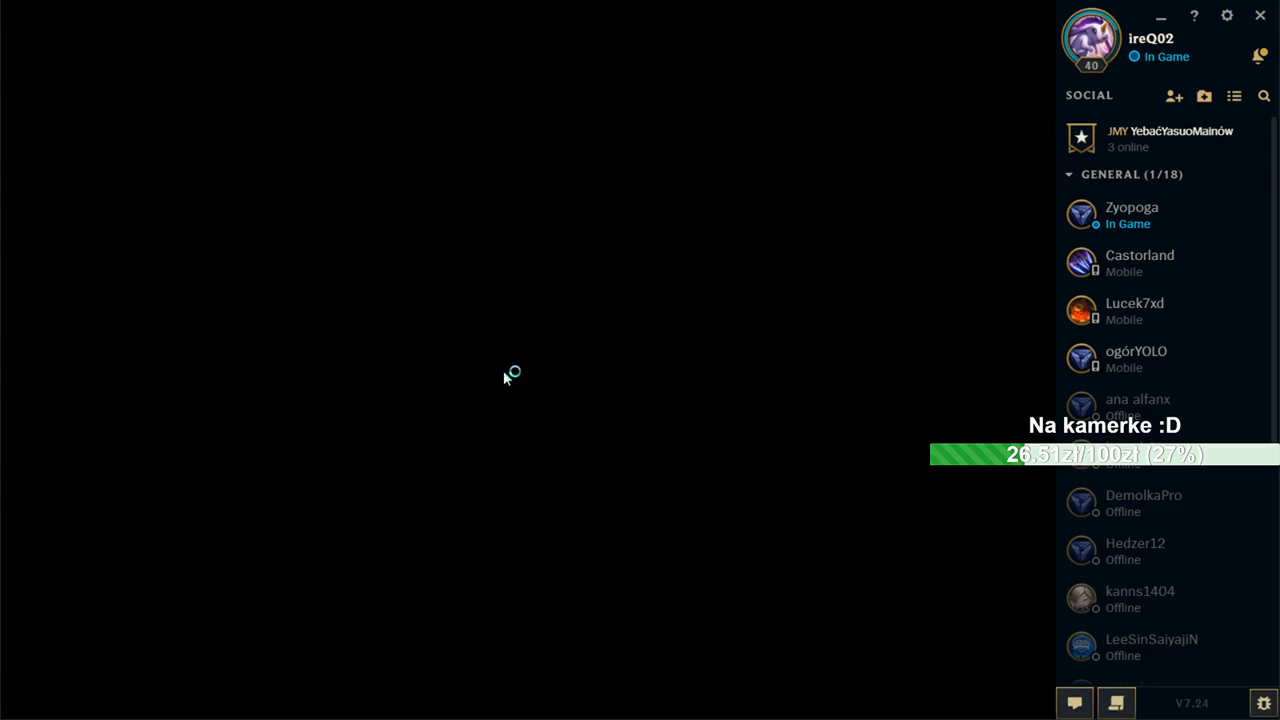 ireQ02
40
In Game
SOCIAL
JMY YebaćYasuoMainów
3 online
GENERAL (1/18)
Zyopoga
In Game
Castorland
Mobile
Lucek7xd
Mobile
ogórYOLO
Mobile
ana alfanx
Offline
Na kamerke :D
26.51zł/100zł (27%)
DemolkaPro
Offline
Hedzer12
Offline
kanns1404
Offline
LeeSinSaiyajiN
Offline
V7.24